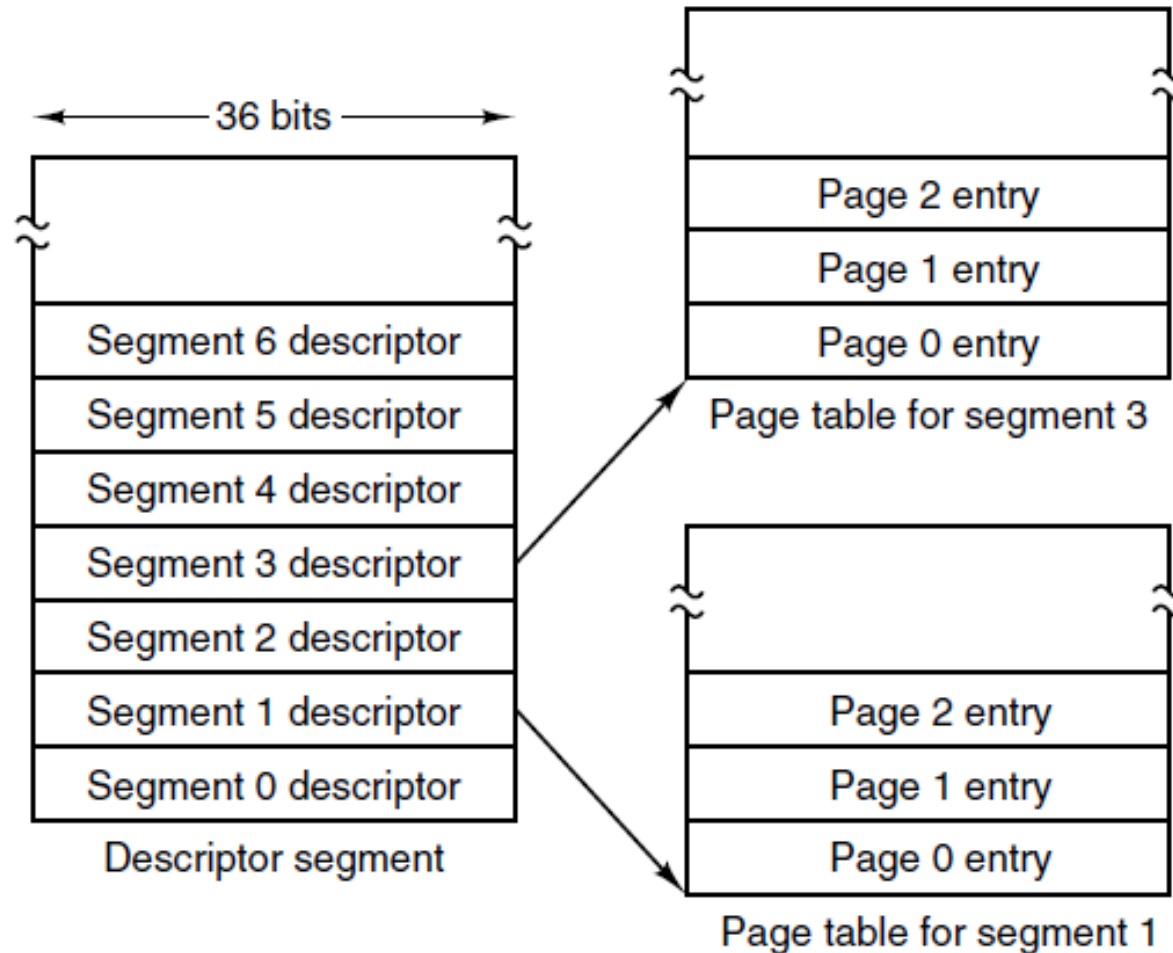 36 bits
Segment 6 descriptor
Segment 5 descriptor
Segment 4 descriptor
Segment 3 descriptor
Segment 2 descriptor
Segment 1 descriptor
Segment 0 descriptor
Descriptor segment
Page 2 entry
Page 1 entry
Page 0 entry
Page table for segment 3
Page 2 entry
Page 1 entry
Page 0 entry
Page table for segment 1